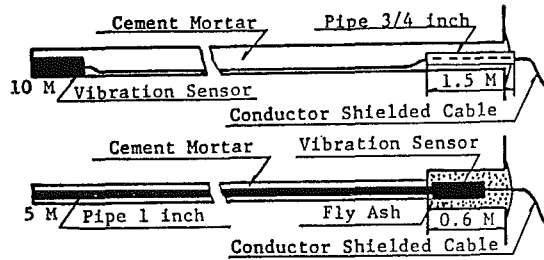 Cement Mortar
Pipe 3/4 inch
10 M
Vibration Sensor
1.5 M
Conductor Shielded Cable
Cement Mortar
Vibration Sensor
5 M
Pipe 1 inch
Fly Ash
0.6 M
Conductor Shielded Cable